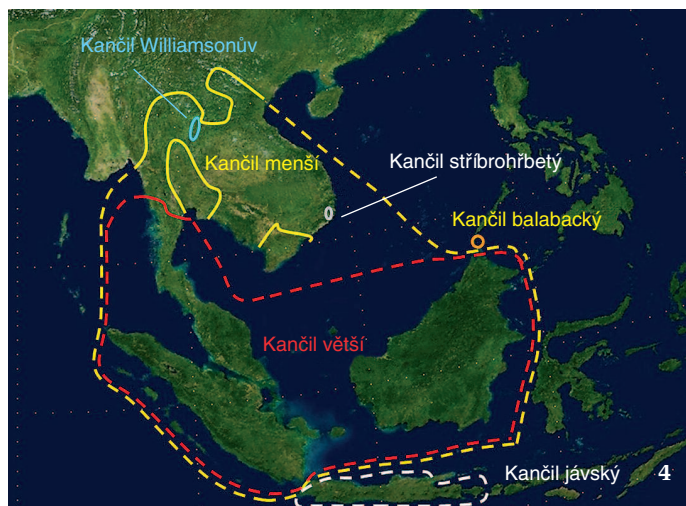 Kančil Williamsonův
Kančil menší
Kančil stříbrohřbetý
Kančil balabacký
Kančil větší
Kančil jávský
4